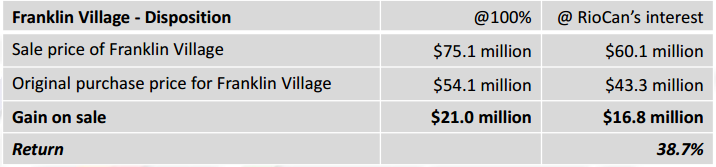 Franklin Village - Disposition @100% @ RioCan's interest
Sale price of Franklin Village $75.1 million $60.1 million
Original purchase price for Franklin Village $54.1 million $43.3 million
Gain on sale $21.0 million $16.8 million
Return 38.7%